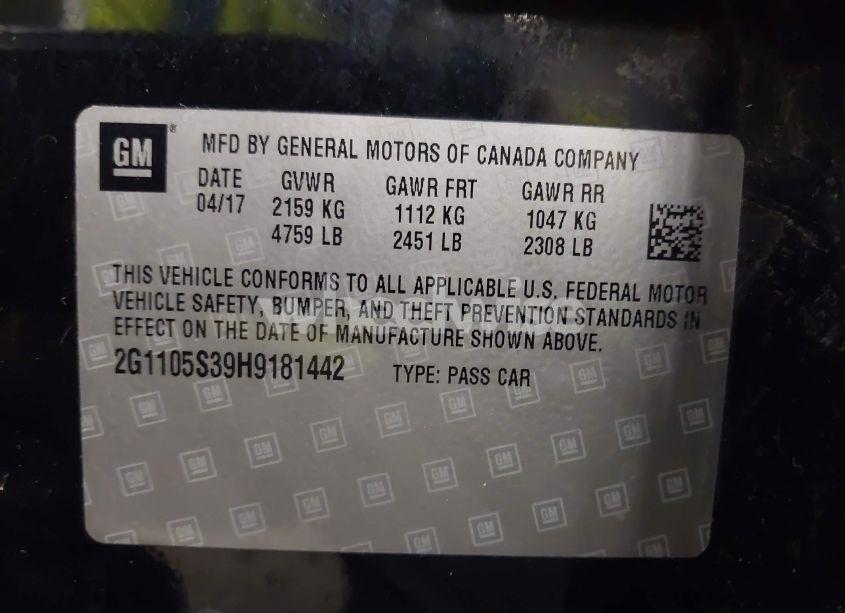 GM
MFD BY GENERAL MOTORS OF CANADA COMPANY
DATE GVWR GAWR FRT GAWR RR
04/17 2159 KG 1112 KG 1047 KG
4759 LB 2451 LB 2308 LB
THIS VEHICLE CONFORMS TO ALL APPLICABLE U.S. FEDERAL MOTOR
VEHICLE SAFETY, BUMPER, AND THEFT PREVENTION STANDARDS IN
EFFECT ON THE DATE OF MANUFACTURE SHOWN ABOVE.
2G1105S39H9181442 TYPE: PASS CAR